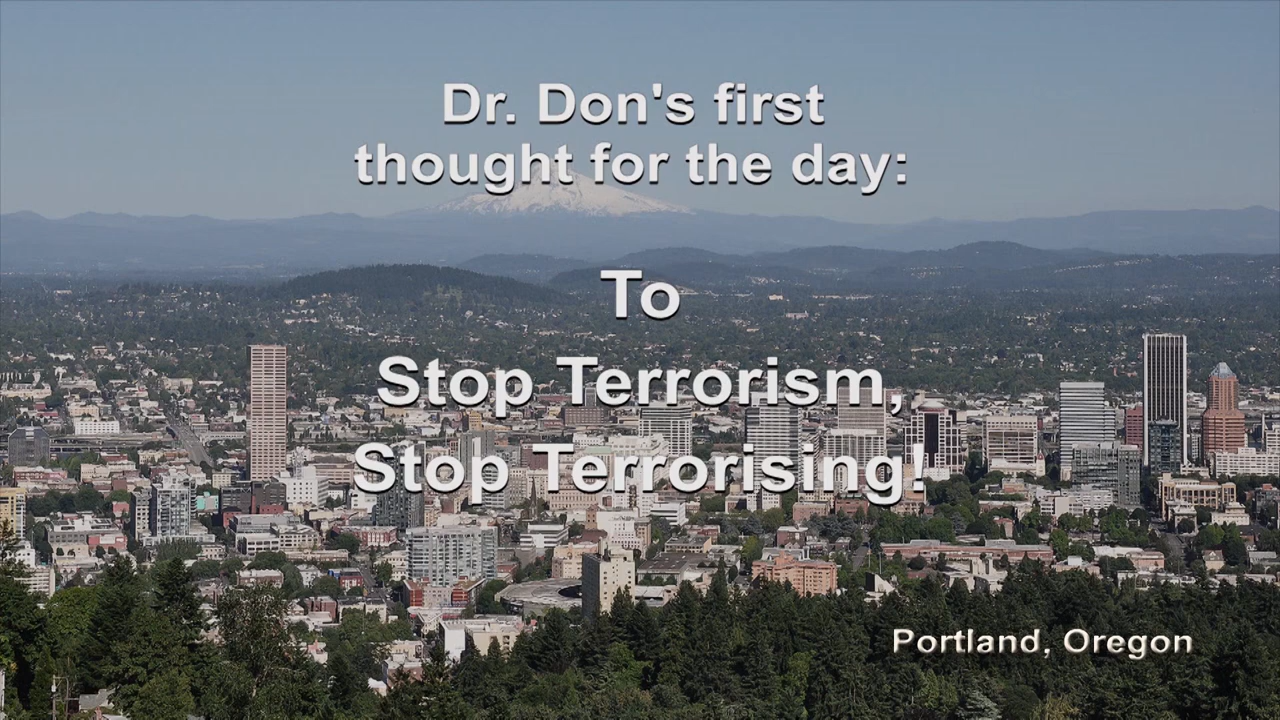 Dr. Don's first
thought for the day:
To
Stop Terrorism,
Stop Terrorising!
Portland, Oregon